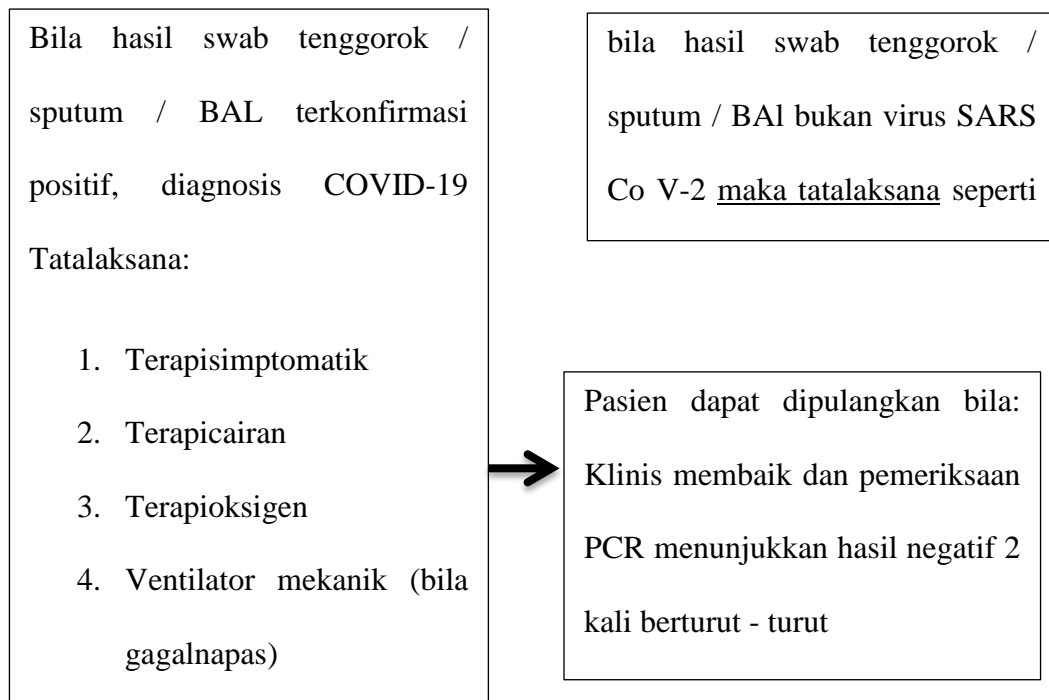 Bila hasil swab tenggorok /
sputum / BAL terkonfirmasi
positif, diagnosis COVID-19
Tatalaksana:
1. Terapisimptomatik
2. Terapicairan
3. Terapioksigen
4. Ventilator mekanik (bila
gagalnapas)
bila hasil swab tenggorok /
sputum / BAl bukan virus SARS
Co V-2 maka tatalaksana seperti
Pasien dapat dipulangkan bila:
Klinis membaik dan pemeriksaan
PCR menunjukkan hasil negatif 2
kali berturut - turut